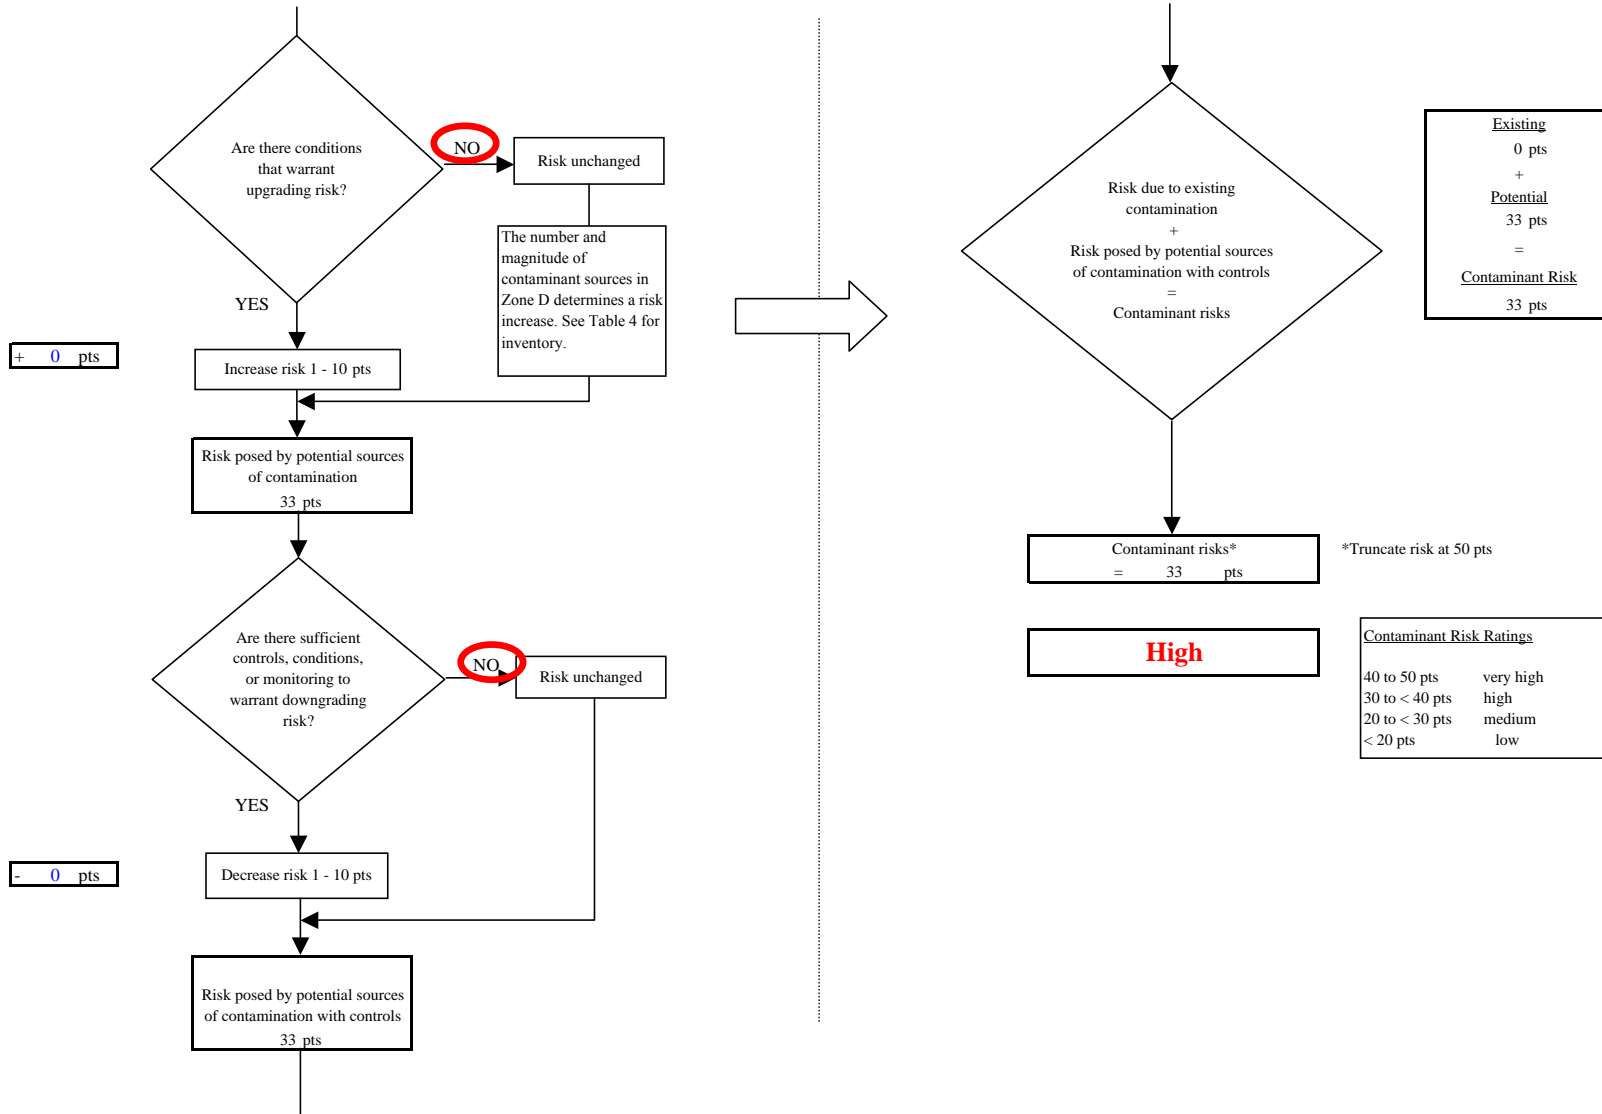 Are there conditions
that warrant
upgrading risk?
NO
Risk unchanged
The number and
magnitude of
contaminant sources in
Zone D determines a risk
increase. See Table 4 for
inventory.
YES
+ 0 pts
Increase risk 1 - 10 pts
Risk posed by potential sources
of contamination
33 pts
Are there sufficient
controls, conditions,
or monitoring to
warrant downgrading
risk?
NO
Risk unchanged
YES
- 0 pts
Decrease risk 1 - 10 pts
Risk posed by potential sources
of contamination with controls
33 pts
Risk due to existing
contamination
+
Risk posed by potential sources
of contamination with controls
=
Contaminant risks
Existing
0 pts
+
Potential
33 pts
=
Contaminant Risk
33 pts
Contaminant risks*
= 33 pts
*Truncate risk at 50 pts
High
Contaminant Risk Ratings
40 to 50 pts very high
30 to < 40 pts high
20 to < 30 pts medium
< 20 pts low